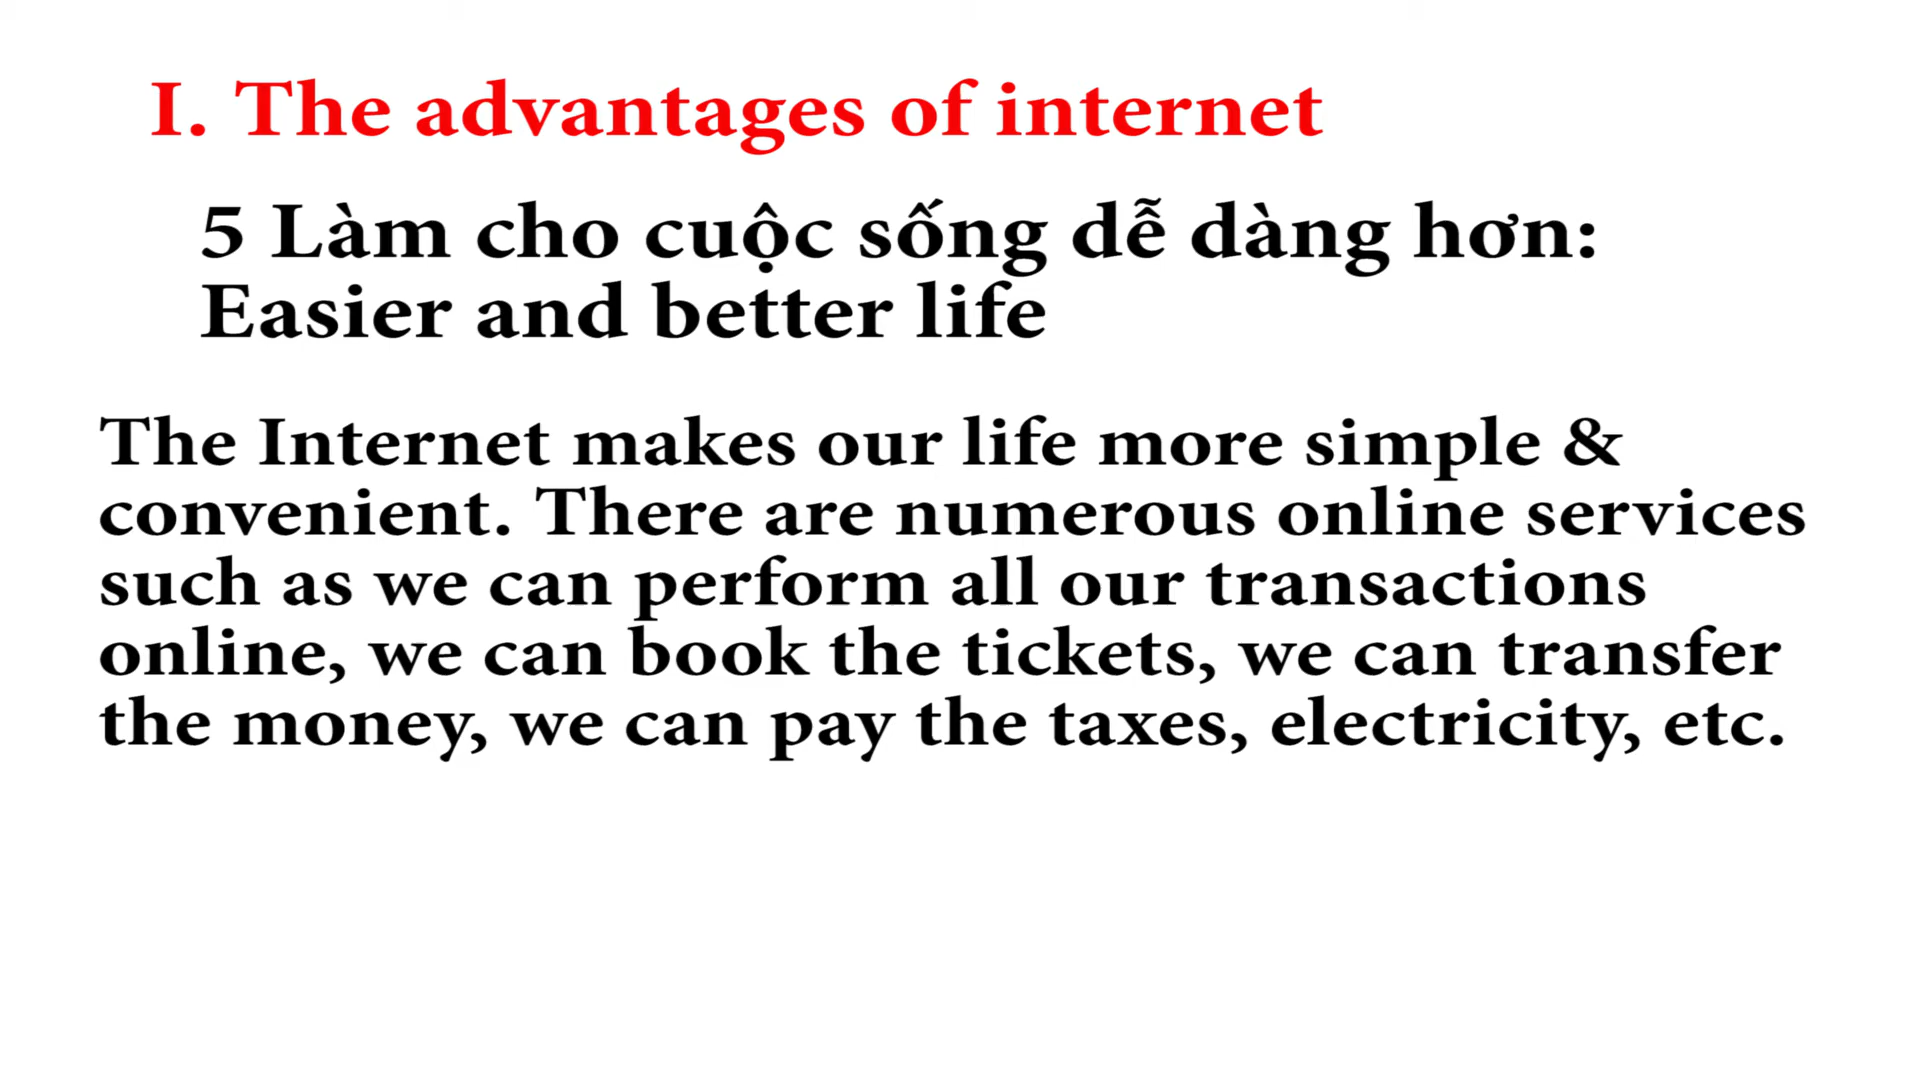 I. The advantages of internet
5 Làm cho cuộc sống dễ dàng hơn:
Easier and better life
The Internet makes our life more simple &
convenient. There are numerous online services
such as we can perform all our transactions
online, we can book the tickets, we can transfer
the money, we can pay the taxes, electricity, etc.